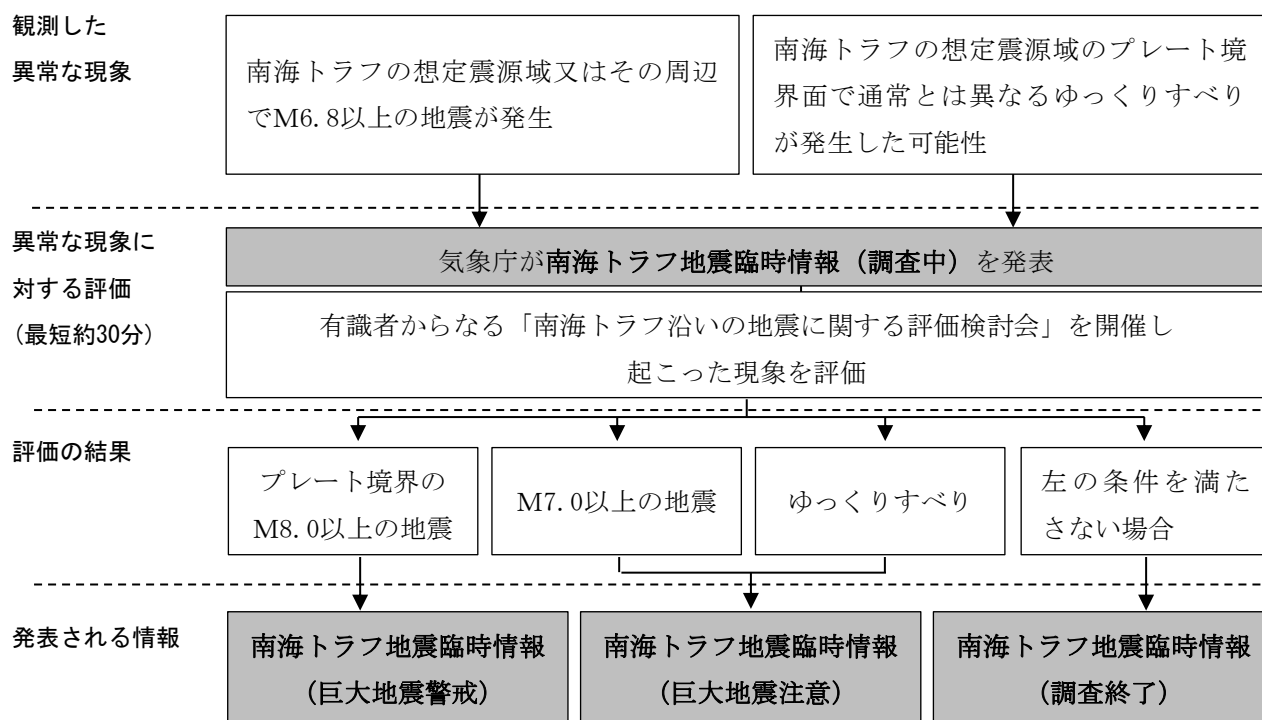 観測した
異常な現象
南海トラフの想定震源域又はその周辺
でM6.8以上の地震が発生
南海トラフの想定震源域のプレート境
界面で通常とは異なるゆっくりすべり
が発生した可能性
異常な現象に
対する評価
(最短約30分)
気象庁が南海トラフ地震臨時情報（調査中）を発表
有識者からなる「南海トラフ沿いの地震に関する評価検討会」を開催し
起こった現象を評価
評価の結果
プレート境界の
M8.0以上の地震
M7.0以上の地震
ゆっくりすべり
左の条件を満た
さない場合
発表される情報
南海トラフ地震臨時情報
(巨大地震警戒)
南海トラフ地震臨時情報
(巨大地震注意)
南海トラフ地震臨時情報
(調査終了)